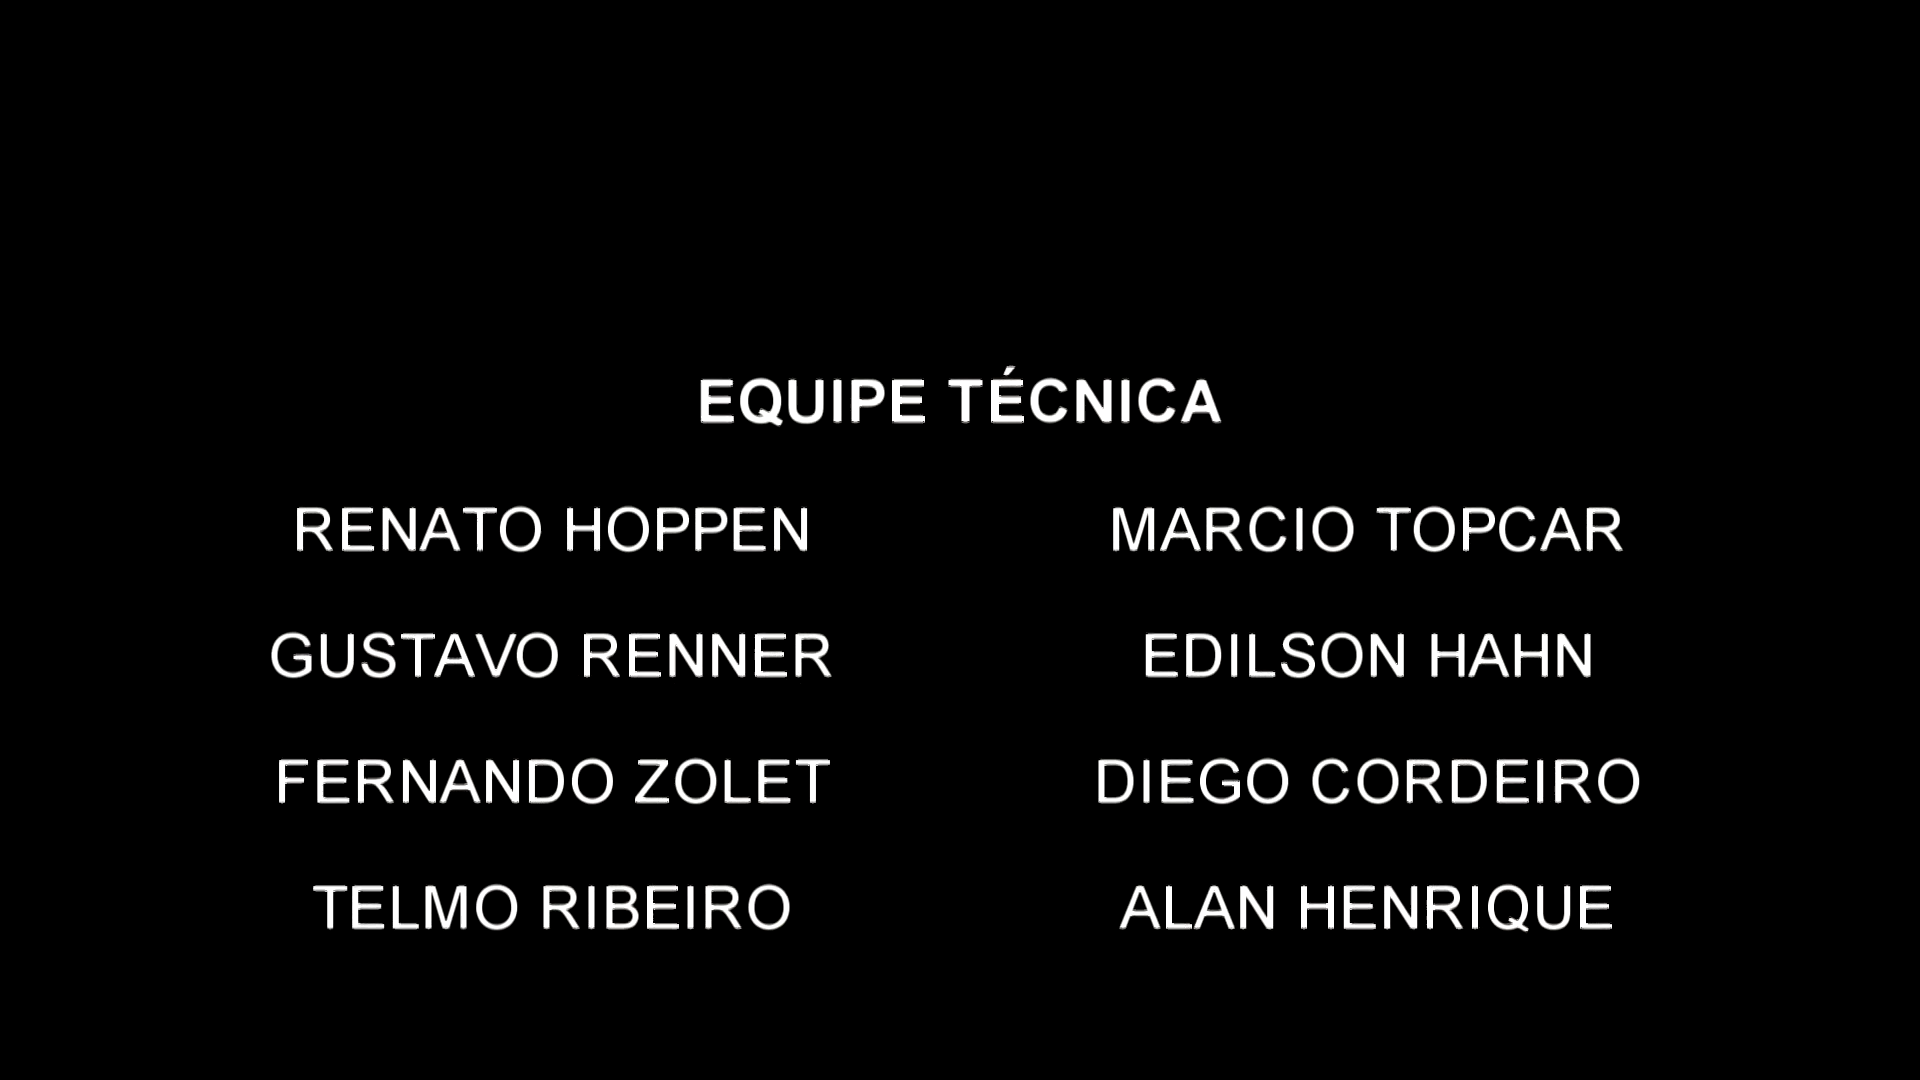 EQUIPE TÉCNICA
RENATO HOPPEN MARCIO TOPCAR
GUSTAVO RENNER EDILSON HAHN
FERNANDO ZOLET DIEGO CORDEIRO
TELMO RIBEIRO ALAN HENRIQUE